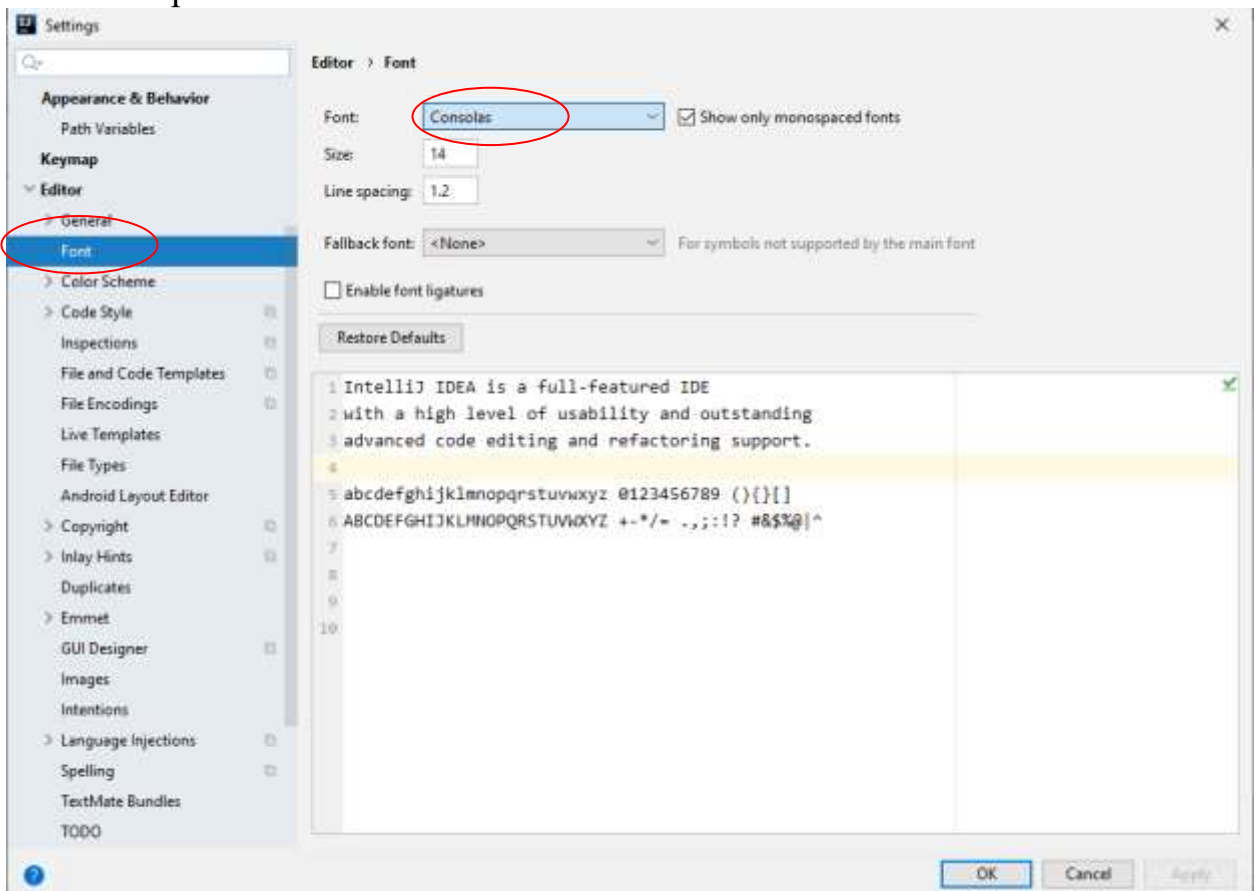 Settings
Editor > Font
Appearance & Behavior
Path Variables
Keymap
Editor
General
Font
Color Scheme
Code Style
Inspections
File and Code Templates
File Encodings
Live Templates
File Types
Android Layout Editor
Copyright
Inlay Hints
Duplicates
Emmet
GUI Designer
Images
Intentions
Language Injections
Spelling
TextMate Bundles
TODO
Font: Consolas Show only monospaced fonts
Size: 14
Line spacing: 1.2
Fallback font: <None> For symbols not supported by the main font
Enable font ligatures
Restore Defaults
1 IntelliJ IDEA is a full-featured IDE
2 with a high level of usability and outstanding
3 advanced code editing and refactoring support.
4
5 abcdefghijklmnopqrstuvwxyz 0123456789 (){}[]
6 ABCDEFGHIJKLMNOPQRSTUVWXYZ +-*/= .,;:!? #&$%@|^
7
8
9
10
? OK Cancel Apply